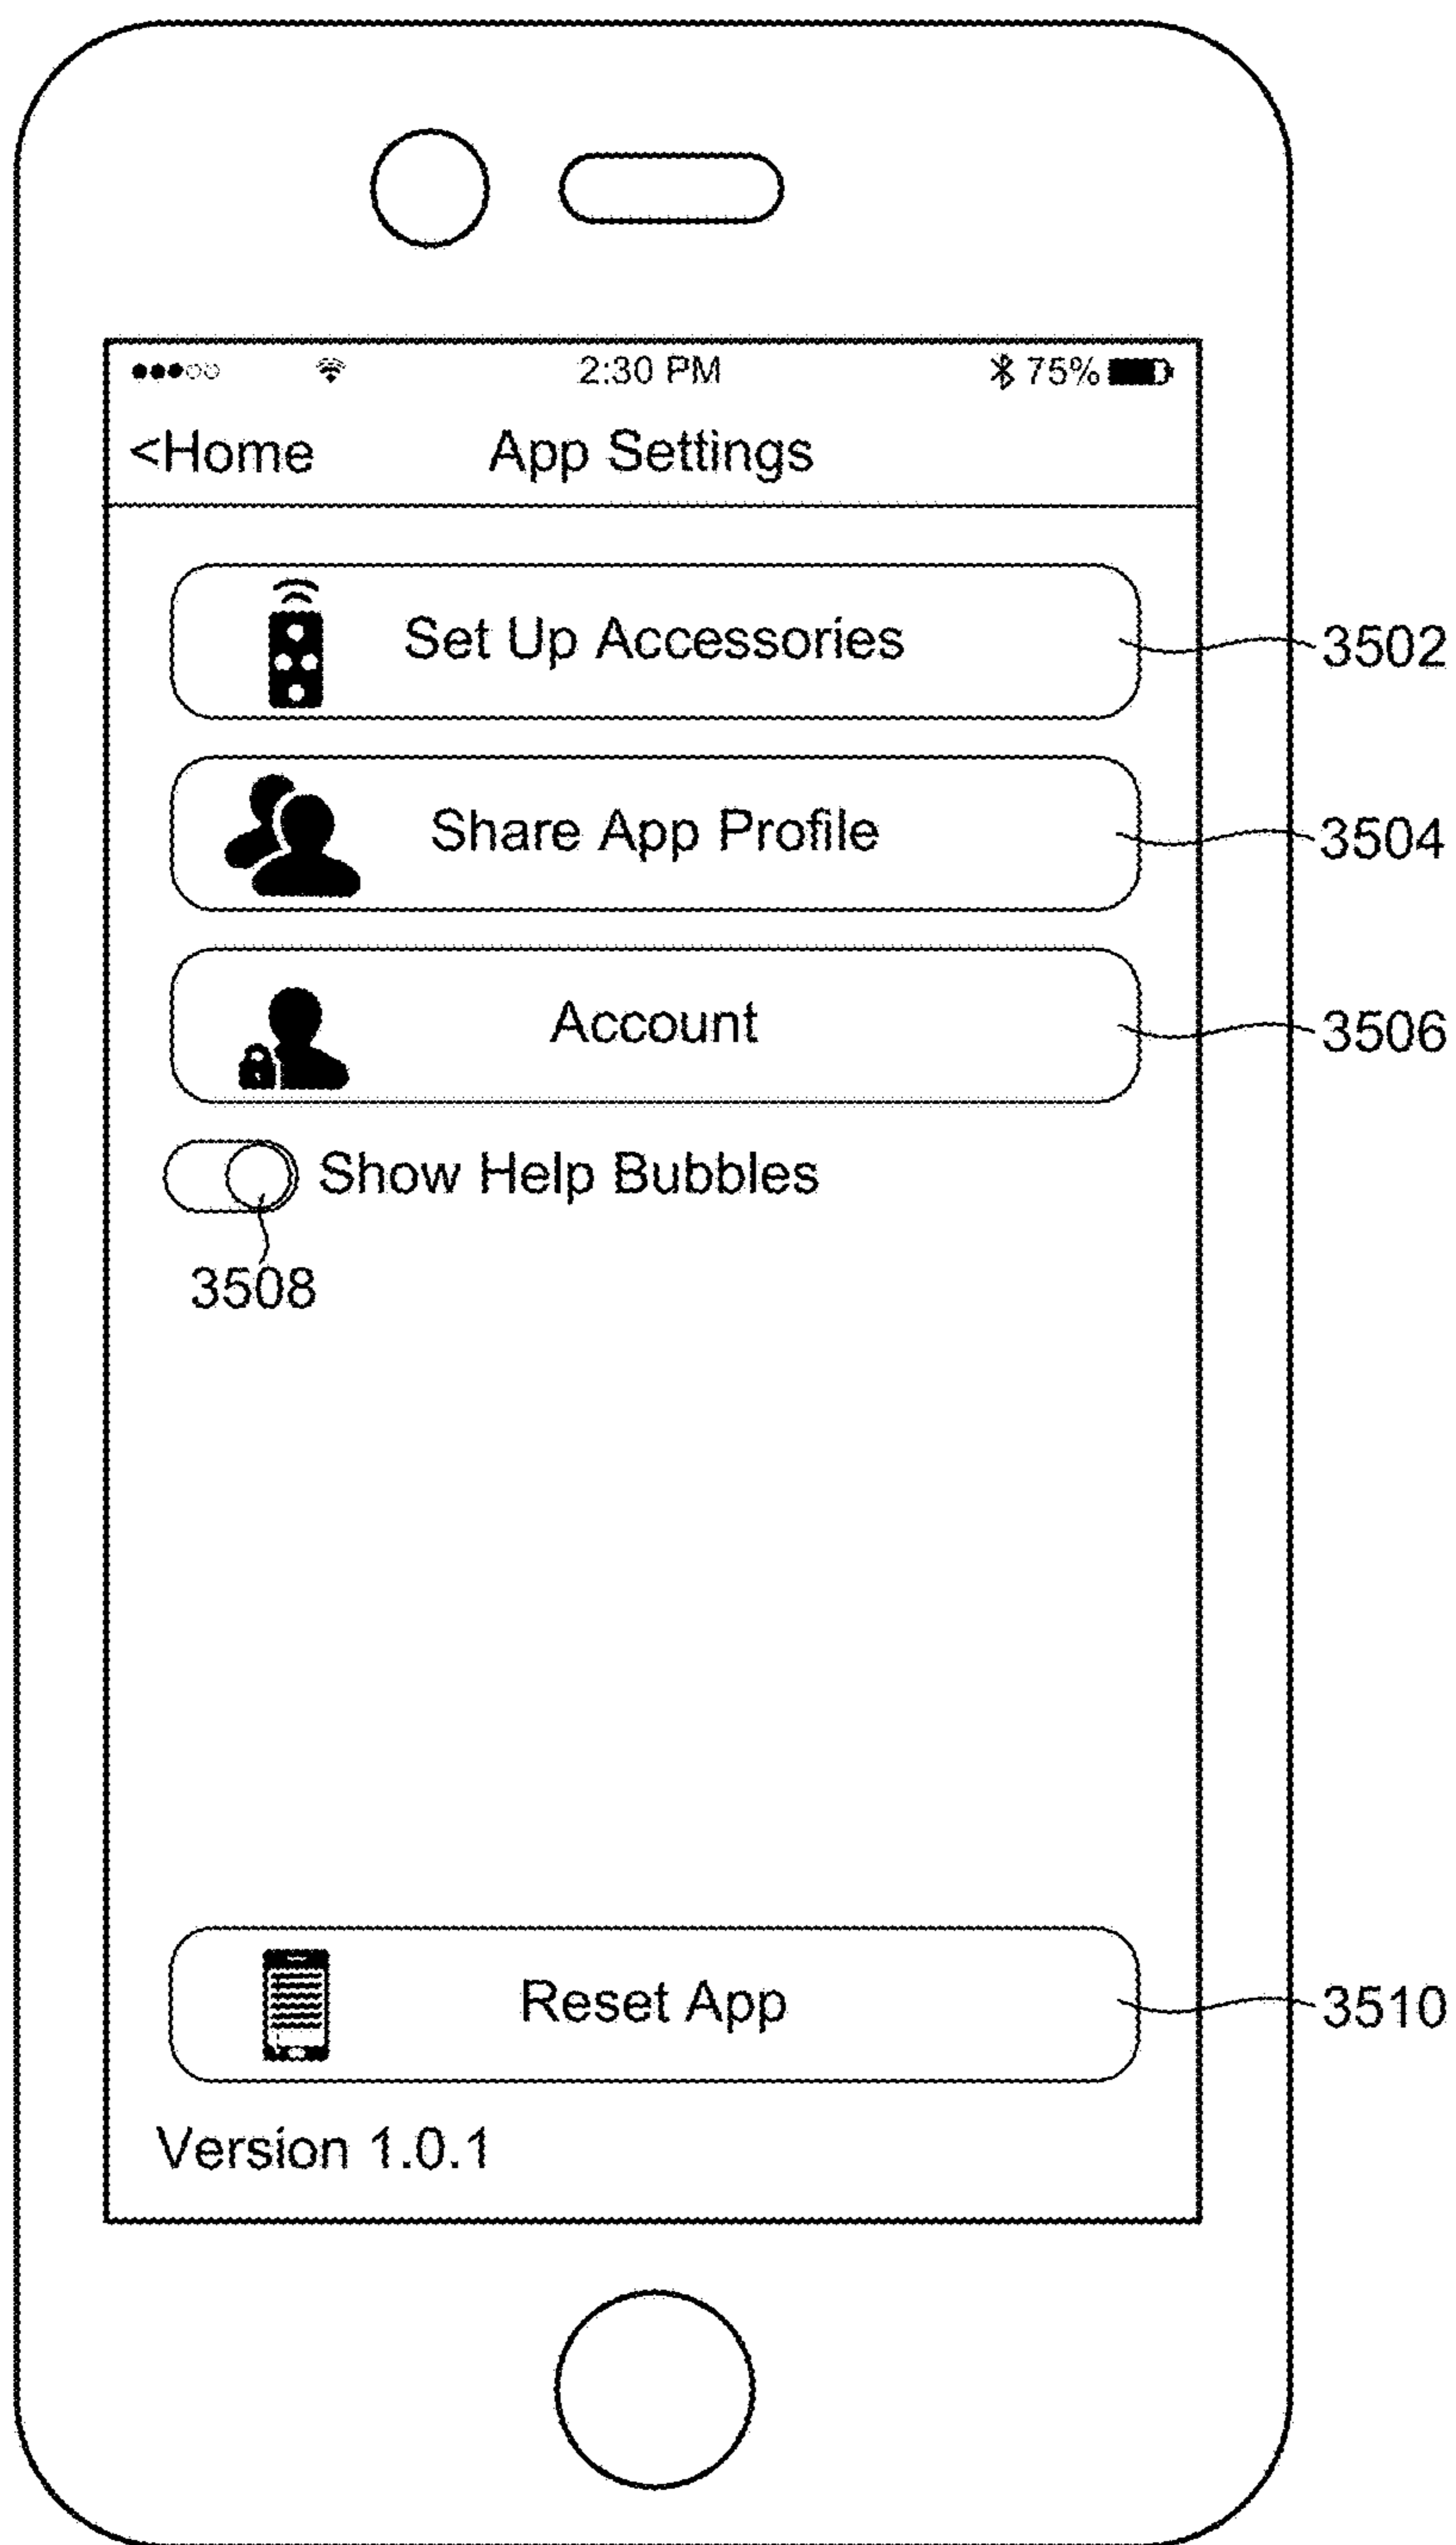 2:30 PM 75%
<Home App Settings
Set Up Accessories 3502
Share App Profile 3504
Account 3506
Show Help Bubbles
3508
Reset App 3510
Version 1.0.1